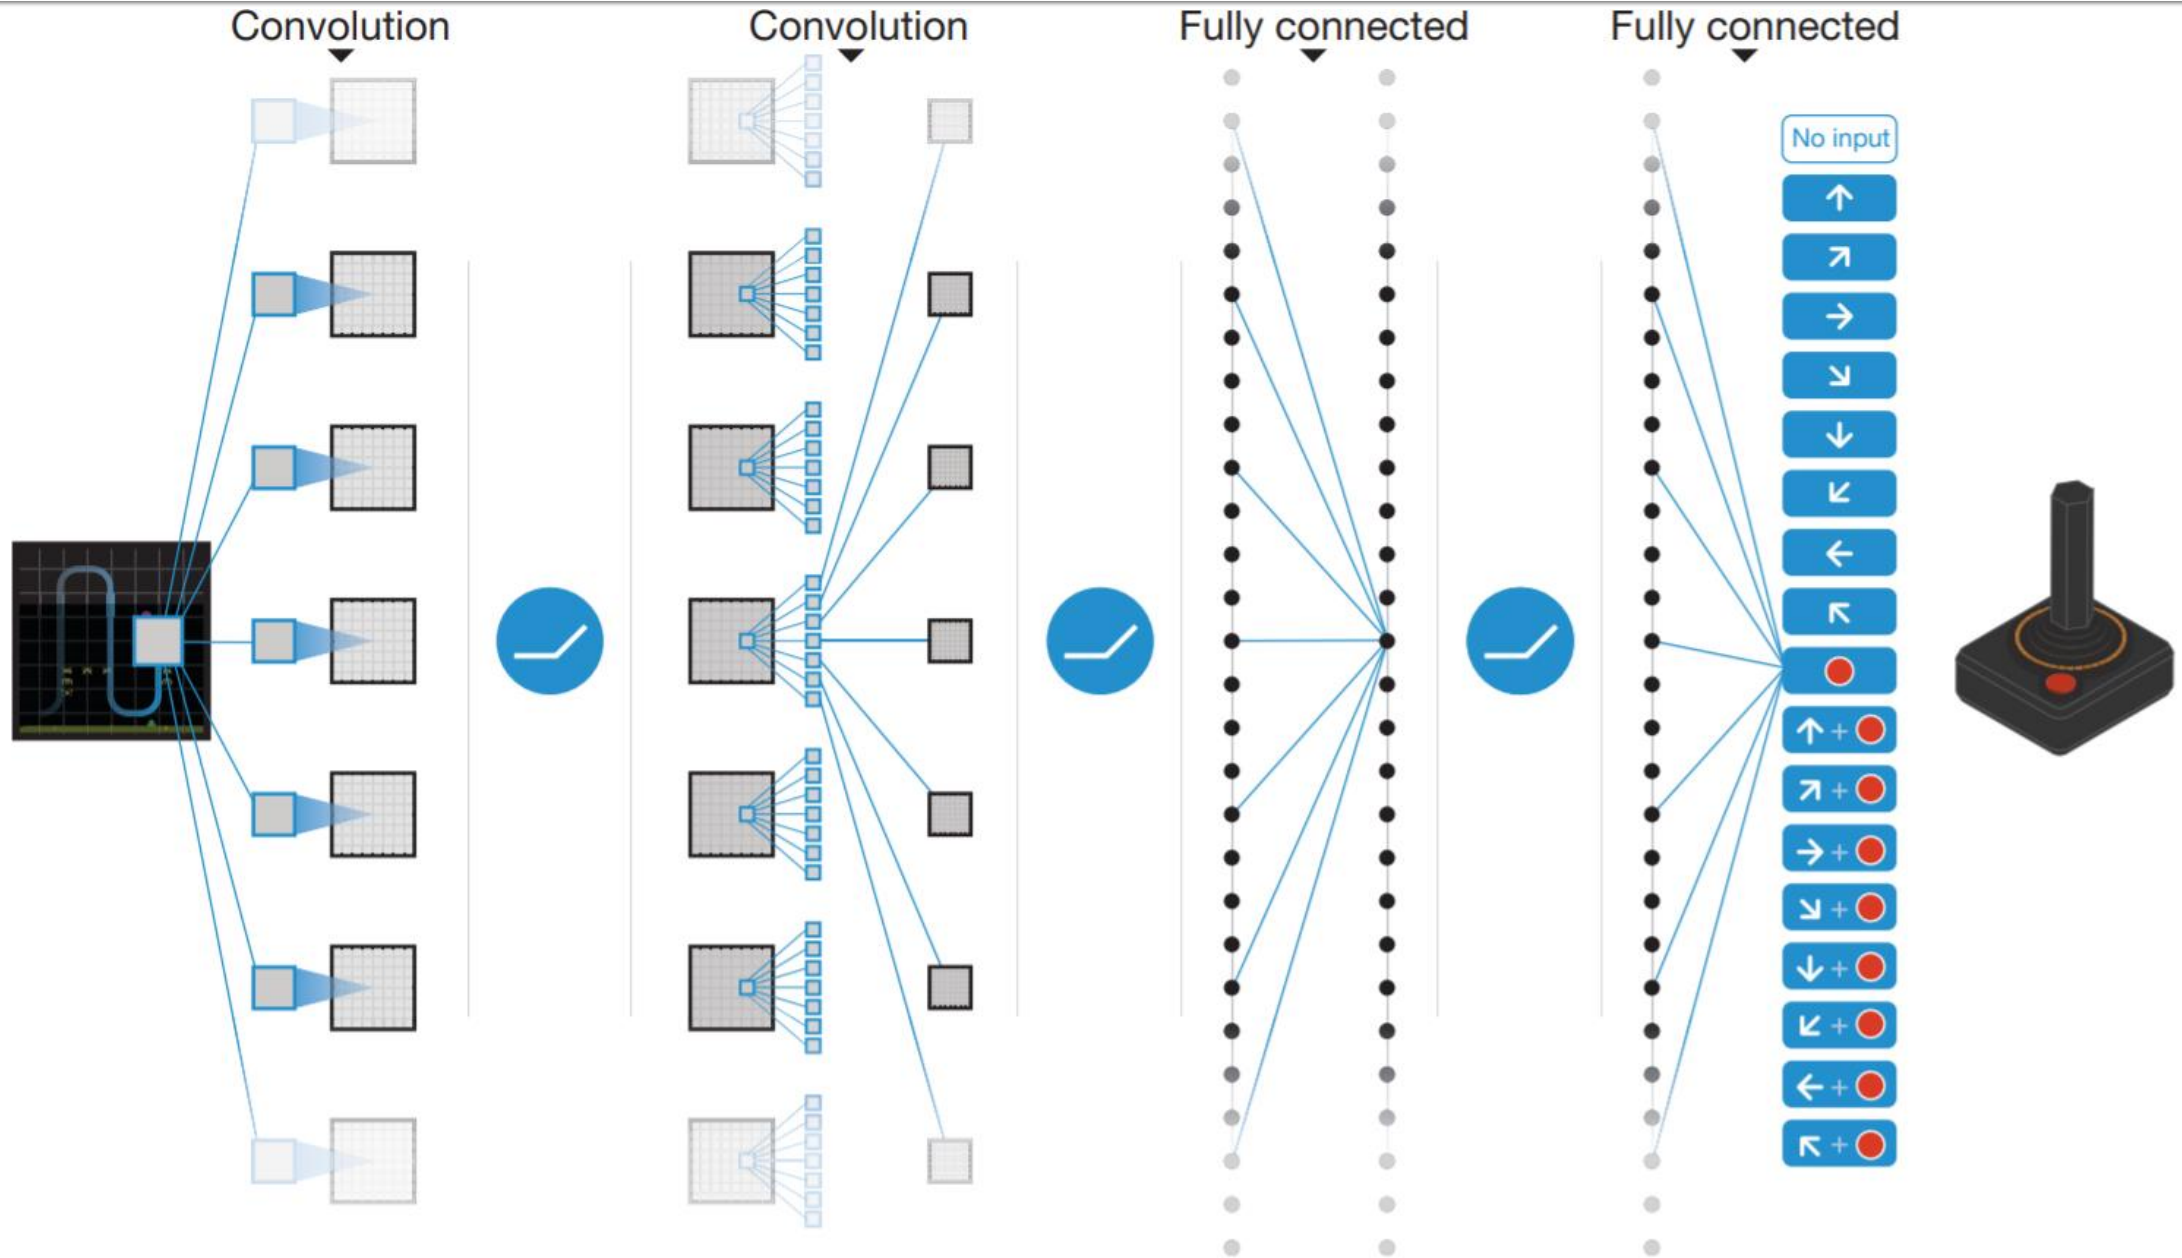 Convolution
Convolution
Fully connected
Fully connected
No input
+
+
+
+
+
+
+
+